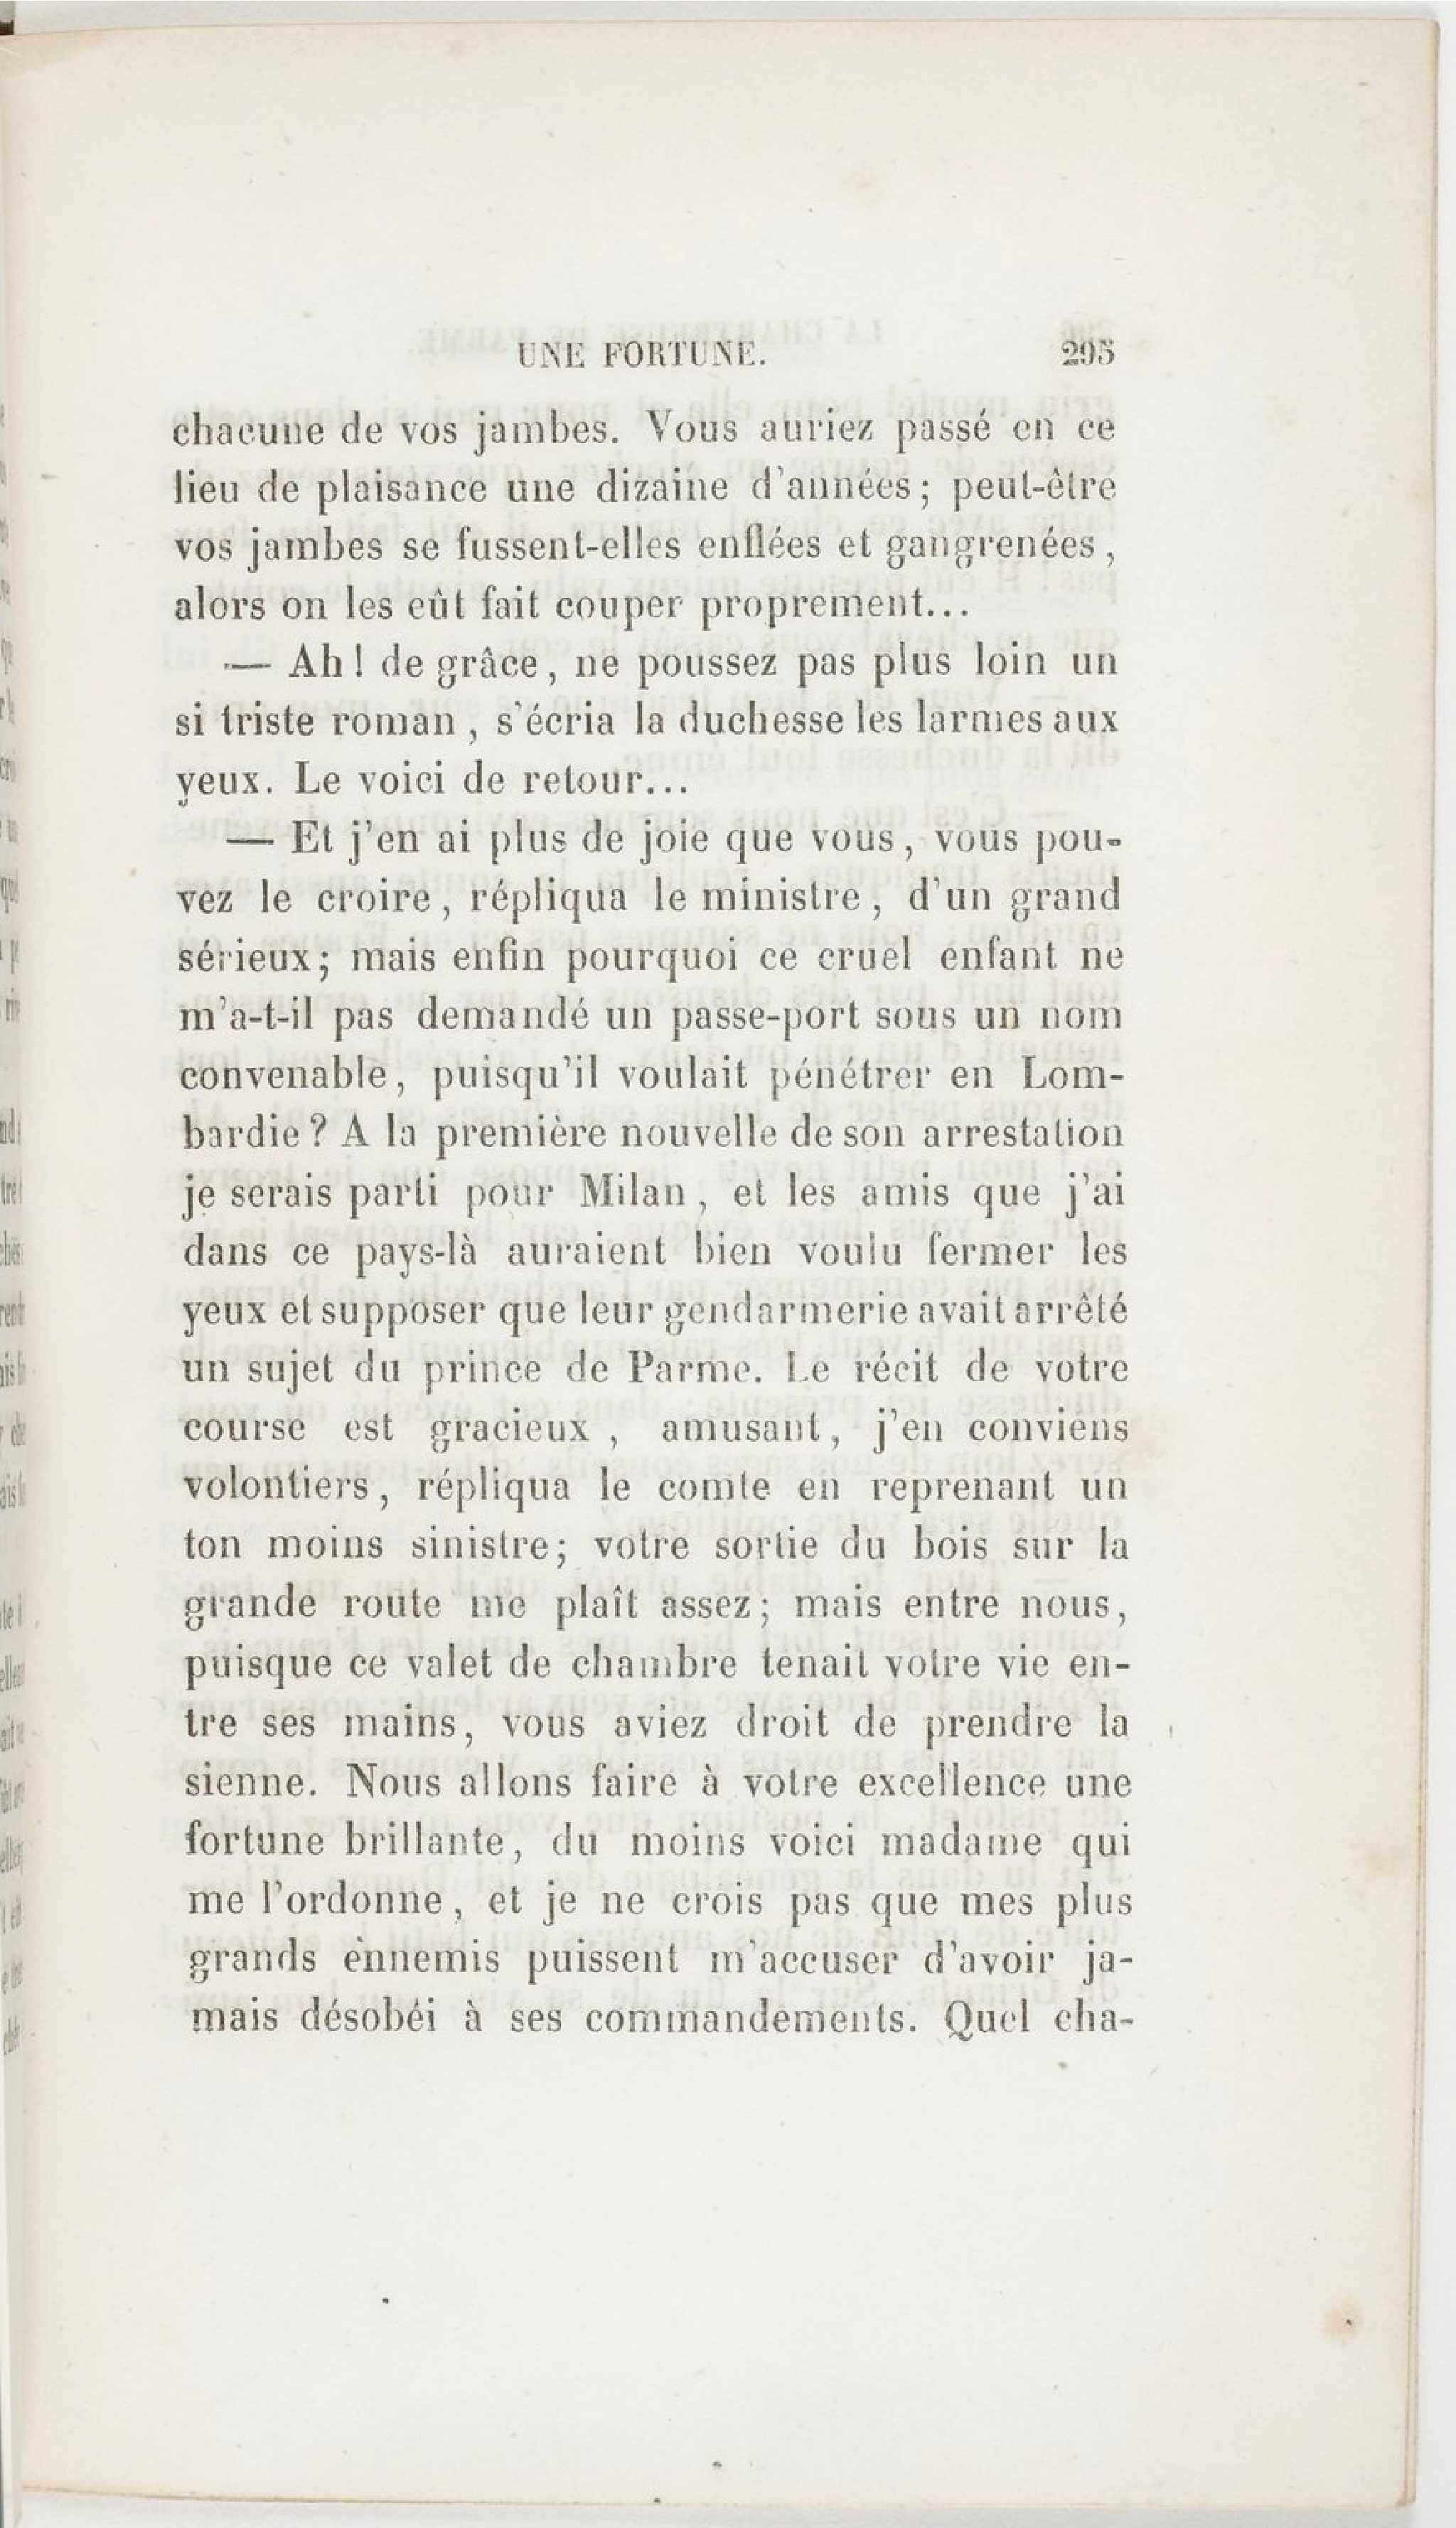 UNE FORTUNE. 295
chacune de vos jambes. Vous auriez passé en ce
lieu de plaisance une dizaine d'années; peut-être
vos jambes se fussent-elles enflées et gangrenées,
alors on les eût fait couper proprement...
— Ah! de grâce, ne poussez pas plus loin un
si triste roman, s'écria la duchesse les larmes aux
yeux. Le voici de retour...
— Et j'en ai plus de joie que vous, vous pou-
vez le croire, répliqua le ministre, d'un grand
sérieux; mais enfin pourquoi ce cruel enfant ne
m'a-t-il pas demandé un passe-port sous un nom
convenable, puisqu'il voulait pénétrer en Lom-
bardie? A la première nouvelle de son arrestation
je serais parti pour Milan, et les amis que j'ai
dans ce pays-là auraient bien voulu fermer les
yeux et supposer que leur gendarmerie avait arrêté
un sujet du prince de Parme. Le récit de votre
course est gracieux, amusant, j'en conviens
volontiers, répliqua le comte en reprenant un
ton moins sinistre; votre sortie du bois sur la
grande route me plaît assez; mais entre nous,
puisque ce valet de chambre tenait votre vie en-
tre ses mains, vous aviez droit de prendre la
sienne. Nous allons faire à votre excellence une
fortune brillante, du moins voici madame qui
me l'ordonne, et je ne crois pas que mes plus
grands ennemis puissent m'accuser d'avoir ja-
mais désobéi à ses commandements. Quel cha-